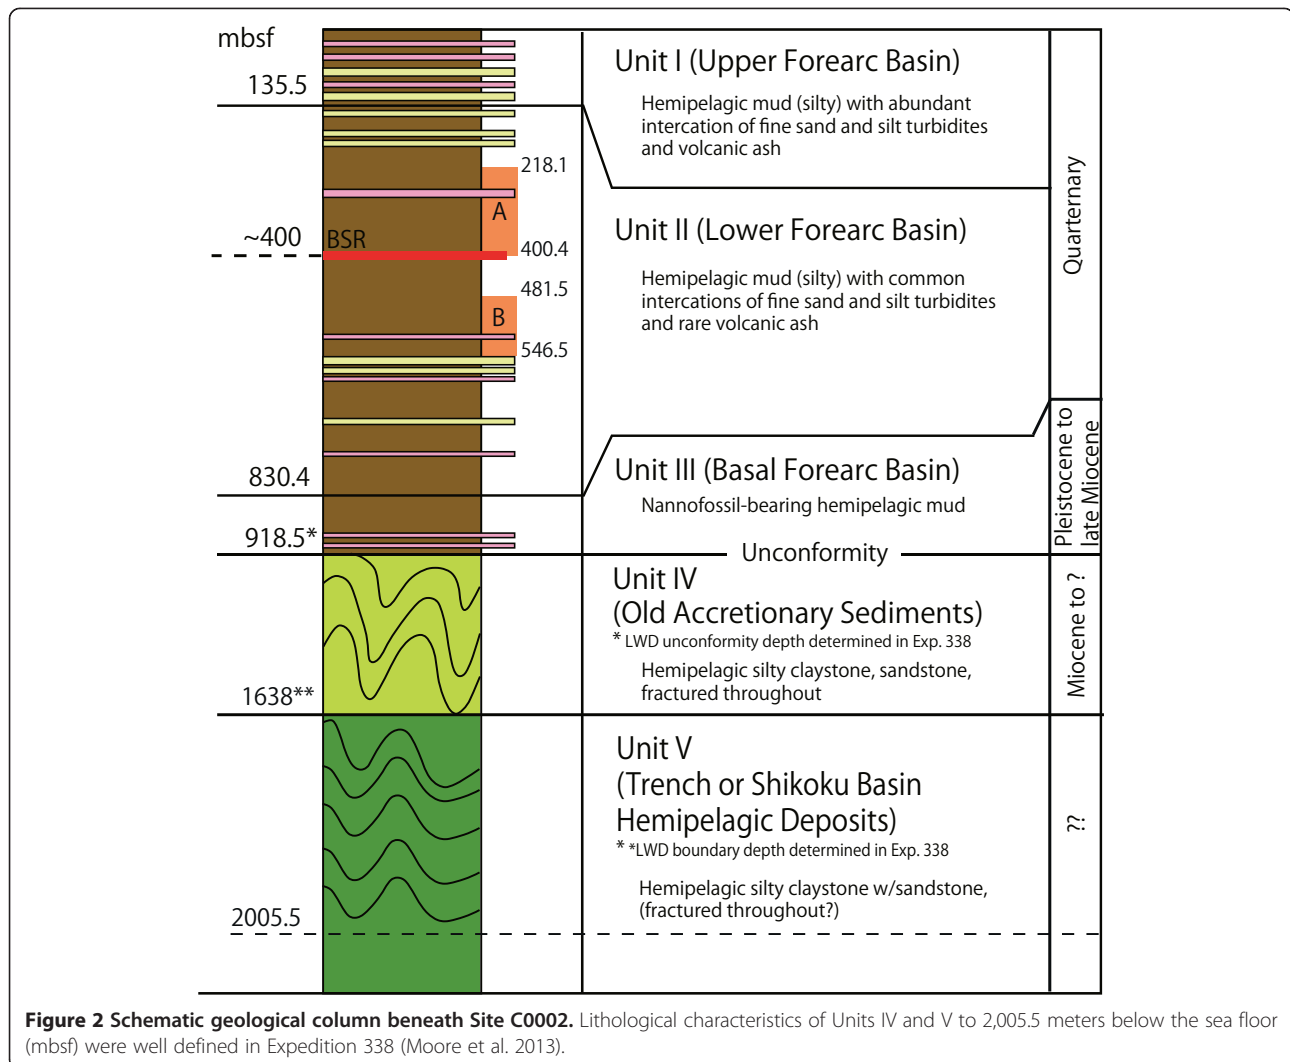 mbsf
135.5
218.1
A
~400
BSR
400.4
481.5
B
546.5
830.4
918.5*
1638**
2005.5
Unit I (Upper Forearc Basin)
Hemipelagic mud (silty) with abundant
intercation of fine sand and silt turbidites
and volcanic ash
Unit II (Lower Forearc Basin)
Hemipelagic mud (silty) with common
intercations of fine sand and silt turbidites
and rare volcanic ash
Unit III (Basal Forearc Basin)
Nannofossil-bearing hemipelagic mud
Unconformity
Unit IV
(Old Accretionary Sediments)
* LWD unconformity depth determined in Exp. 338
Hemipelagic silty claystone, sandstone,
fractured throughout
Unit V
(Trench or Shikoku Basin
Hemipelagic Deposits)
* *LWD boundary depth determined in Exp. 338
Hemipelagic silty claystone w/sandstone,
(fractured throughout?)
Quarternary
Pleistocene to
late Miocene
Miocene to ?
??
Figure 2 Schematic geological column beneath Site C0002. Lithological characteristics of Units IV and V to 2,005.5 meters below the sea floor
(mbsf) were well defined in Expedition 338 (Moore et al. 2013).